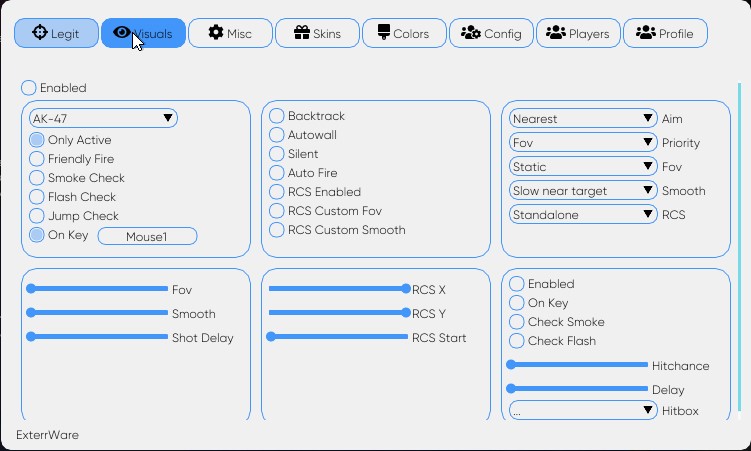 Legit Visuals Misc Skins Colors Config Players Profile
Enabled
AK-47
Only Active
Friendly Fire
Smoke Check
Flash Check
Jump Check
On Key Mouse1
Backtrack
Autowall
Silent
Auto Fire
RCS Enabled
RCS Custom Fov
RCS Custom Smooth
Nearest Aim
Fov Priority
Static Fov
Slow near target Smooth
Standalone RCS
Fov
Smooth
Shot Delay
RCS X
RCS Y
RCS Start
Enabled
On Key
Check Smoke
Check Flash
Hitchance
Delay
... Hitbox
ExterrWare